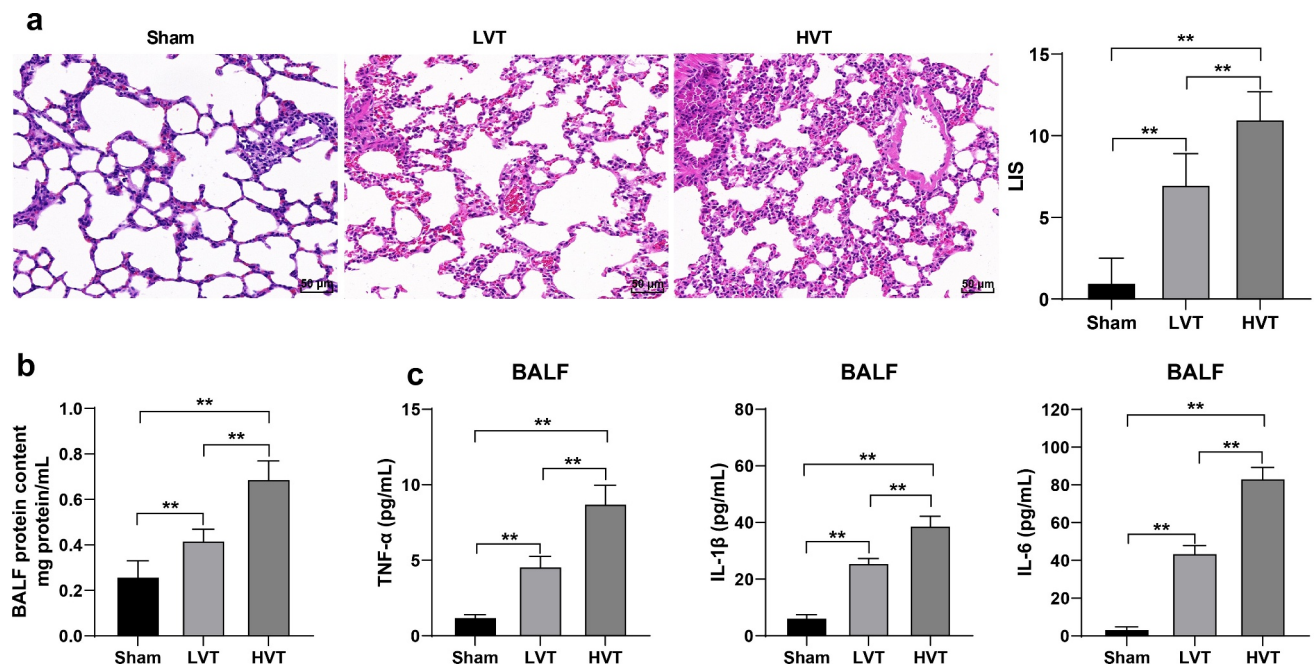 a
Sham
LVT
HVT
50 μm
50 μm
50 μm
LIS
15
10
5
0
**
**
**
Sham
LVT
HVT
b
BALF protein content
mg protein/mL
1.0
0.8
0.6
0.4
0.2
0.0
**
**
**
Sham
LVT
HVT
c
BALF
TNF-α (pg/mL)
15
10
5
0
**
**
**
Sham
LVT
HVT
BALF
IL-1β (pg/mL)
80
60
40
20
0
**
**
**
Sham
LVT
HVT
BALF
IL-6 (pg/mL)
120
100
80
60
40
20
0
**
**
**
Sham
LVT
HVT